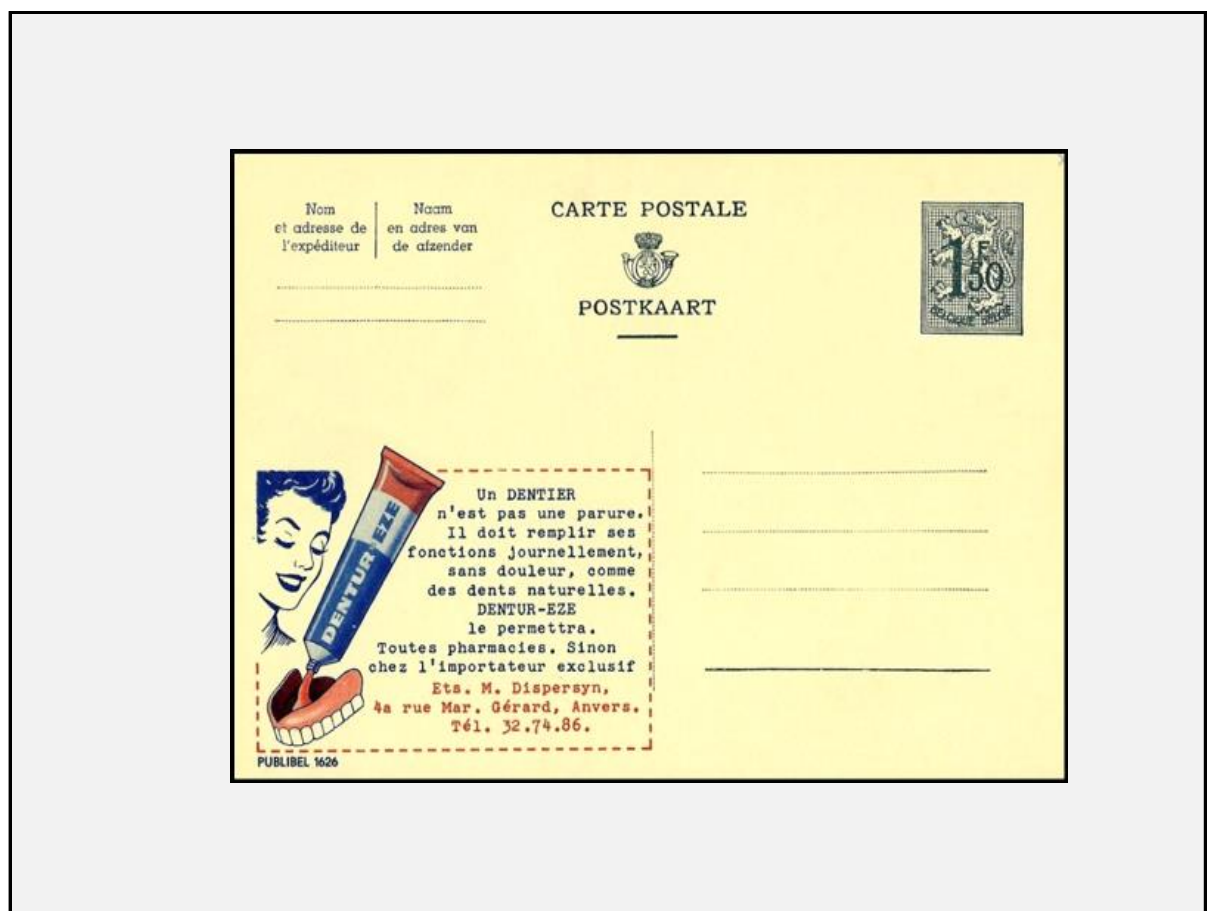 Nom
et adresse de
l'expéditeur
Naam
en adres van
de afzender
CARTE POSTALE
POSTKAART
1F50
BELGIQUE BELGIË
Un DENTIER
n'est pas une parure.
Il doit remplir ses
fonctions journellement,
sans douleur, comme
des dents naturelles.
DENTUR-EZE
le permettra.
Toutes pharmacies. Sinon
chez l'importateur exclusif
Ets. M. Dispersyn,
4a rue Mar. Gérard, Anvers.
Tél. 32.74.86.
DENTUR-EZE
PUBLIBEL 1626